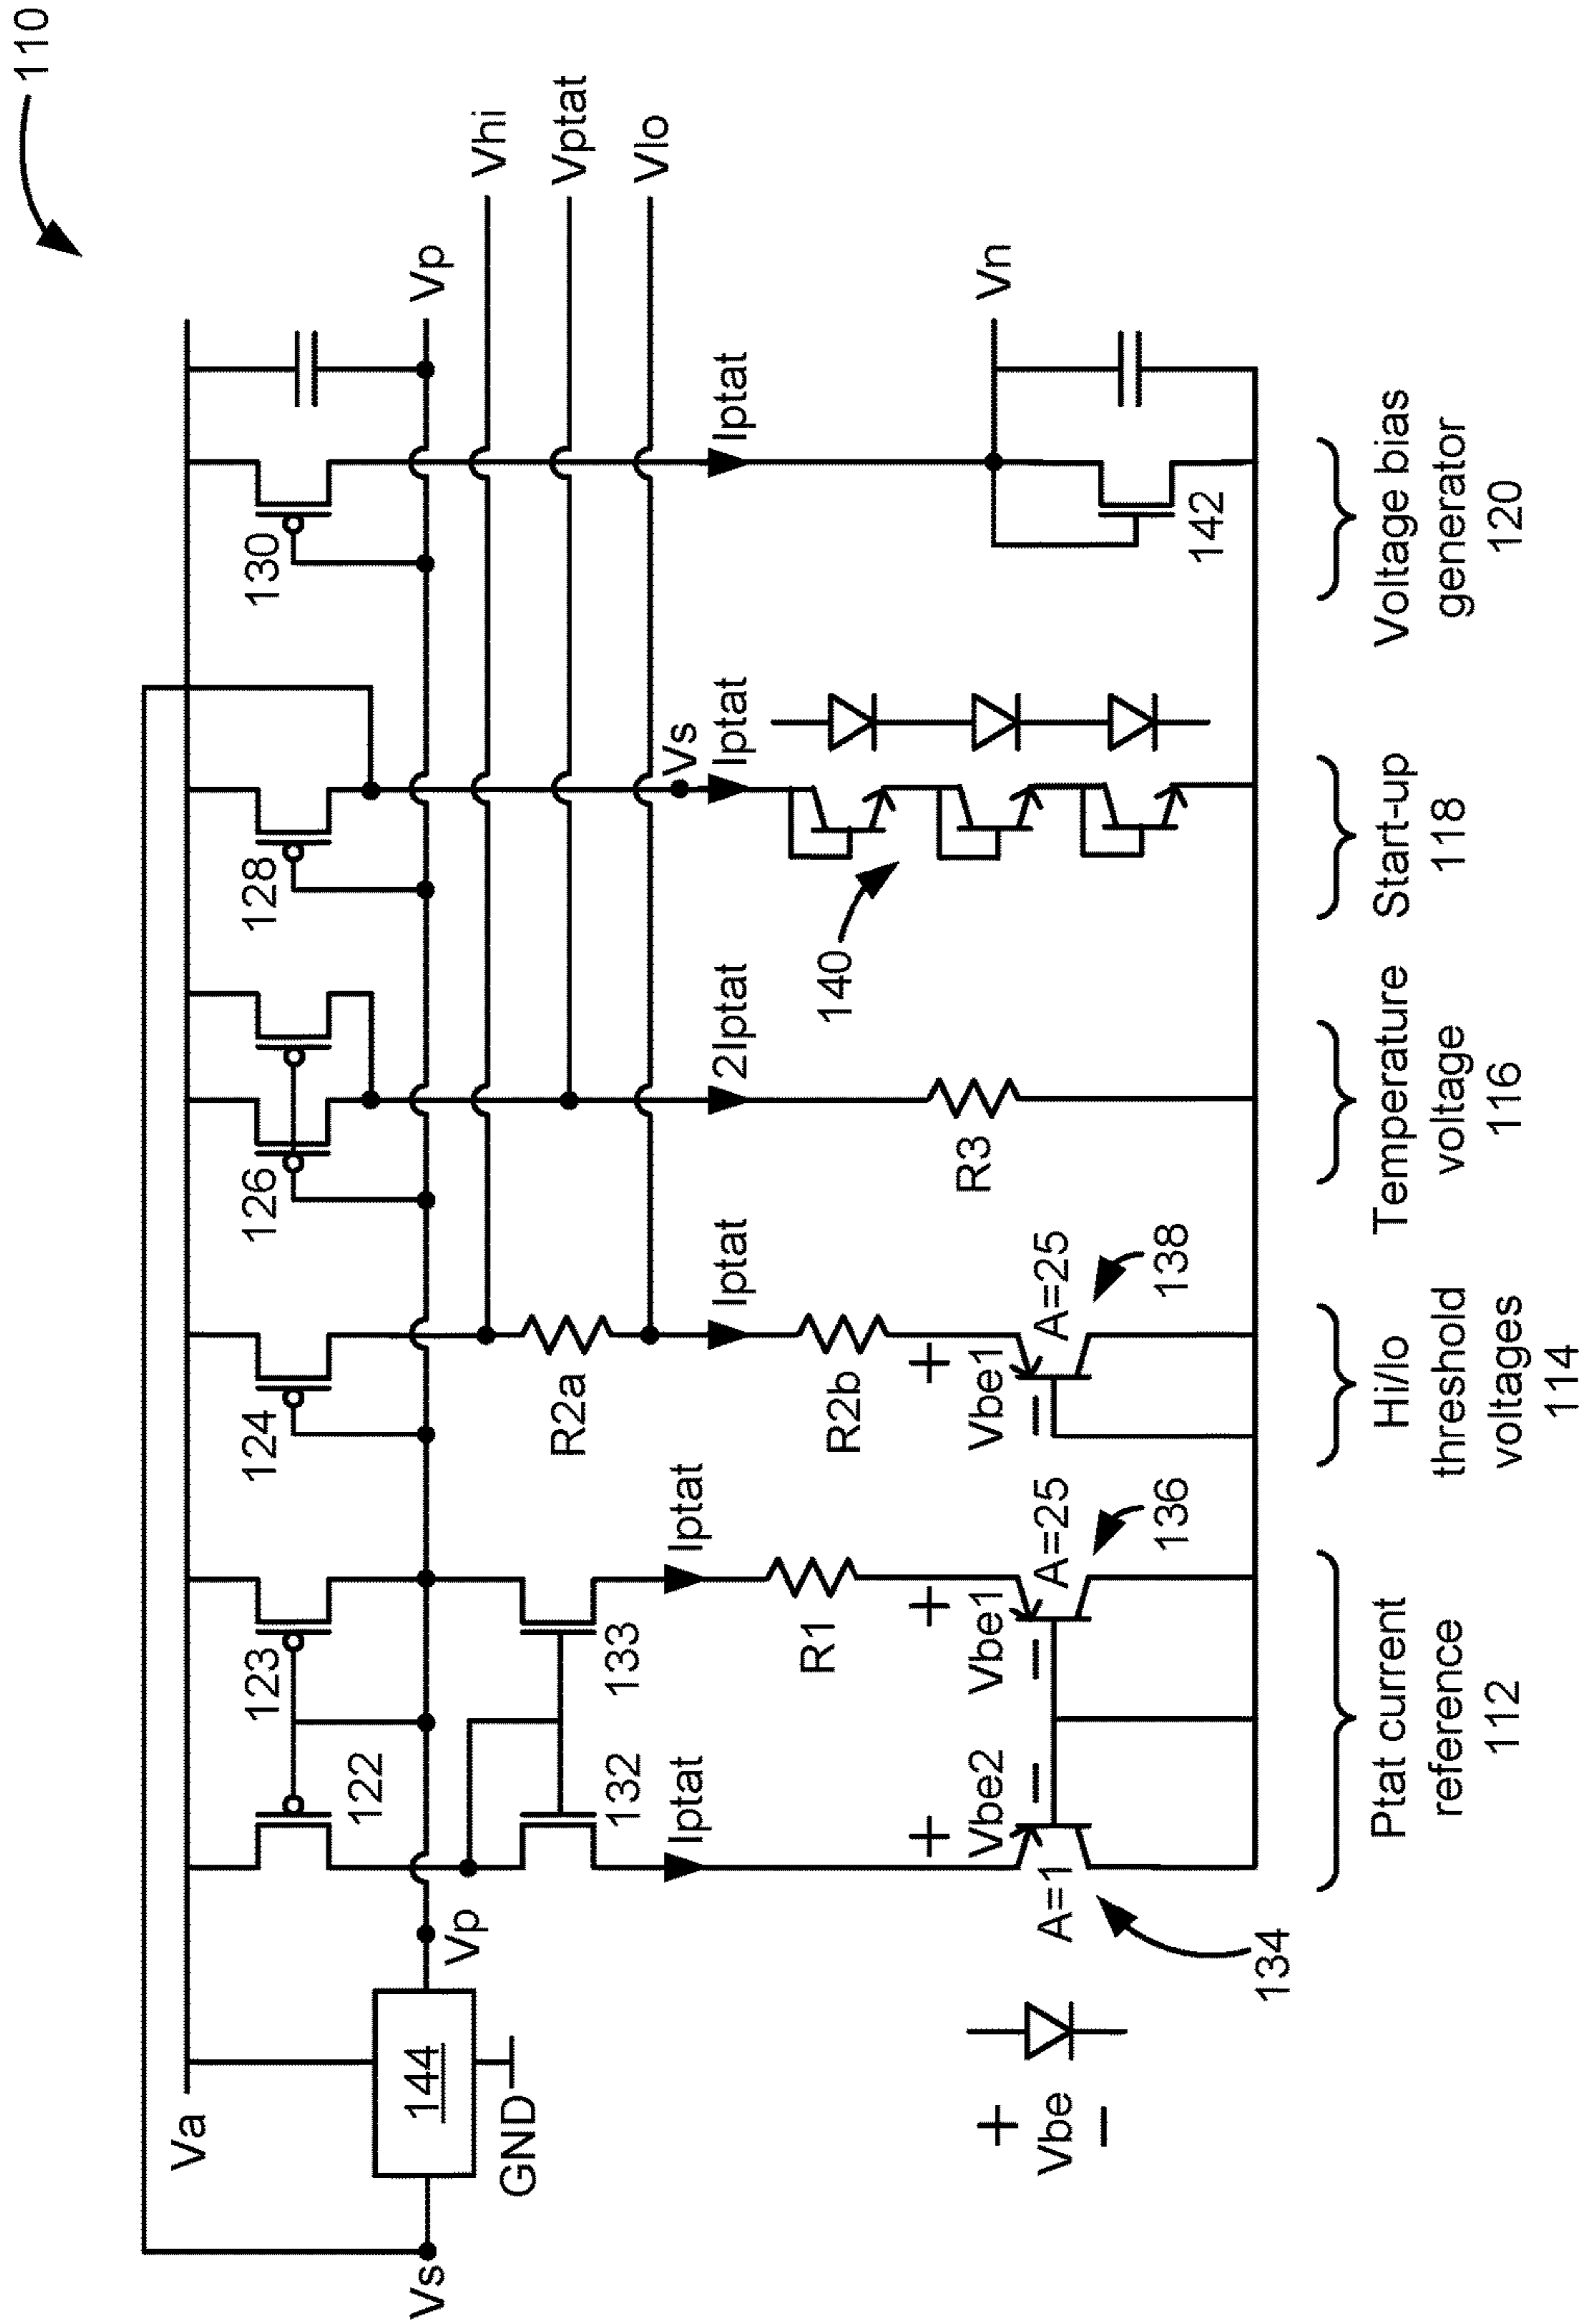 110
Va
Vs
144
GND
Vp
122
123
124
126
128
130
Vp
Vhi
Vptat
Vlo
132
133
R2a
Vs
Iptat
Iptat
Iptat
2Iptat
Iptat
Iptat
Vn
R1
R2b
R3
140
142
+
Vbe
−
+
Vbe2
−
A=1
134
+
Vbe1
−
A=25
136
+
Vbe1
−
A=25
138
Ptat current
reference
112
Hi/lo
threshold
voltages
114
Temperature
voltage
116
Start-up
118
Voltage bias
generator
120